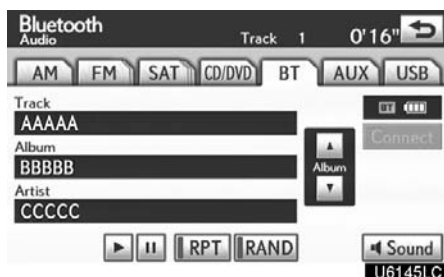 Bluetooth
Audio Track 1 0'16"
AM FM SAT CD/DVD BT AUX USB
Track
AAAAA
BT
Connect
Album
BBBBB
Album
Artist
CCCCC
RPT RAND Sound
U6145LC